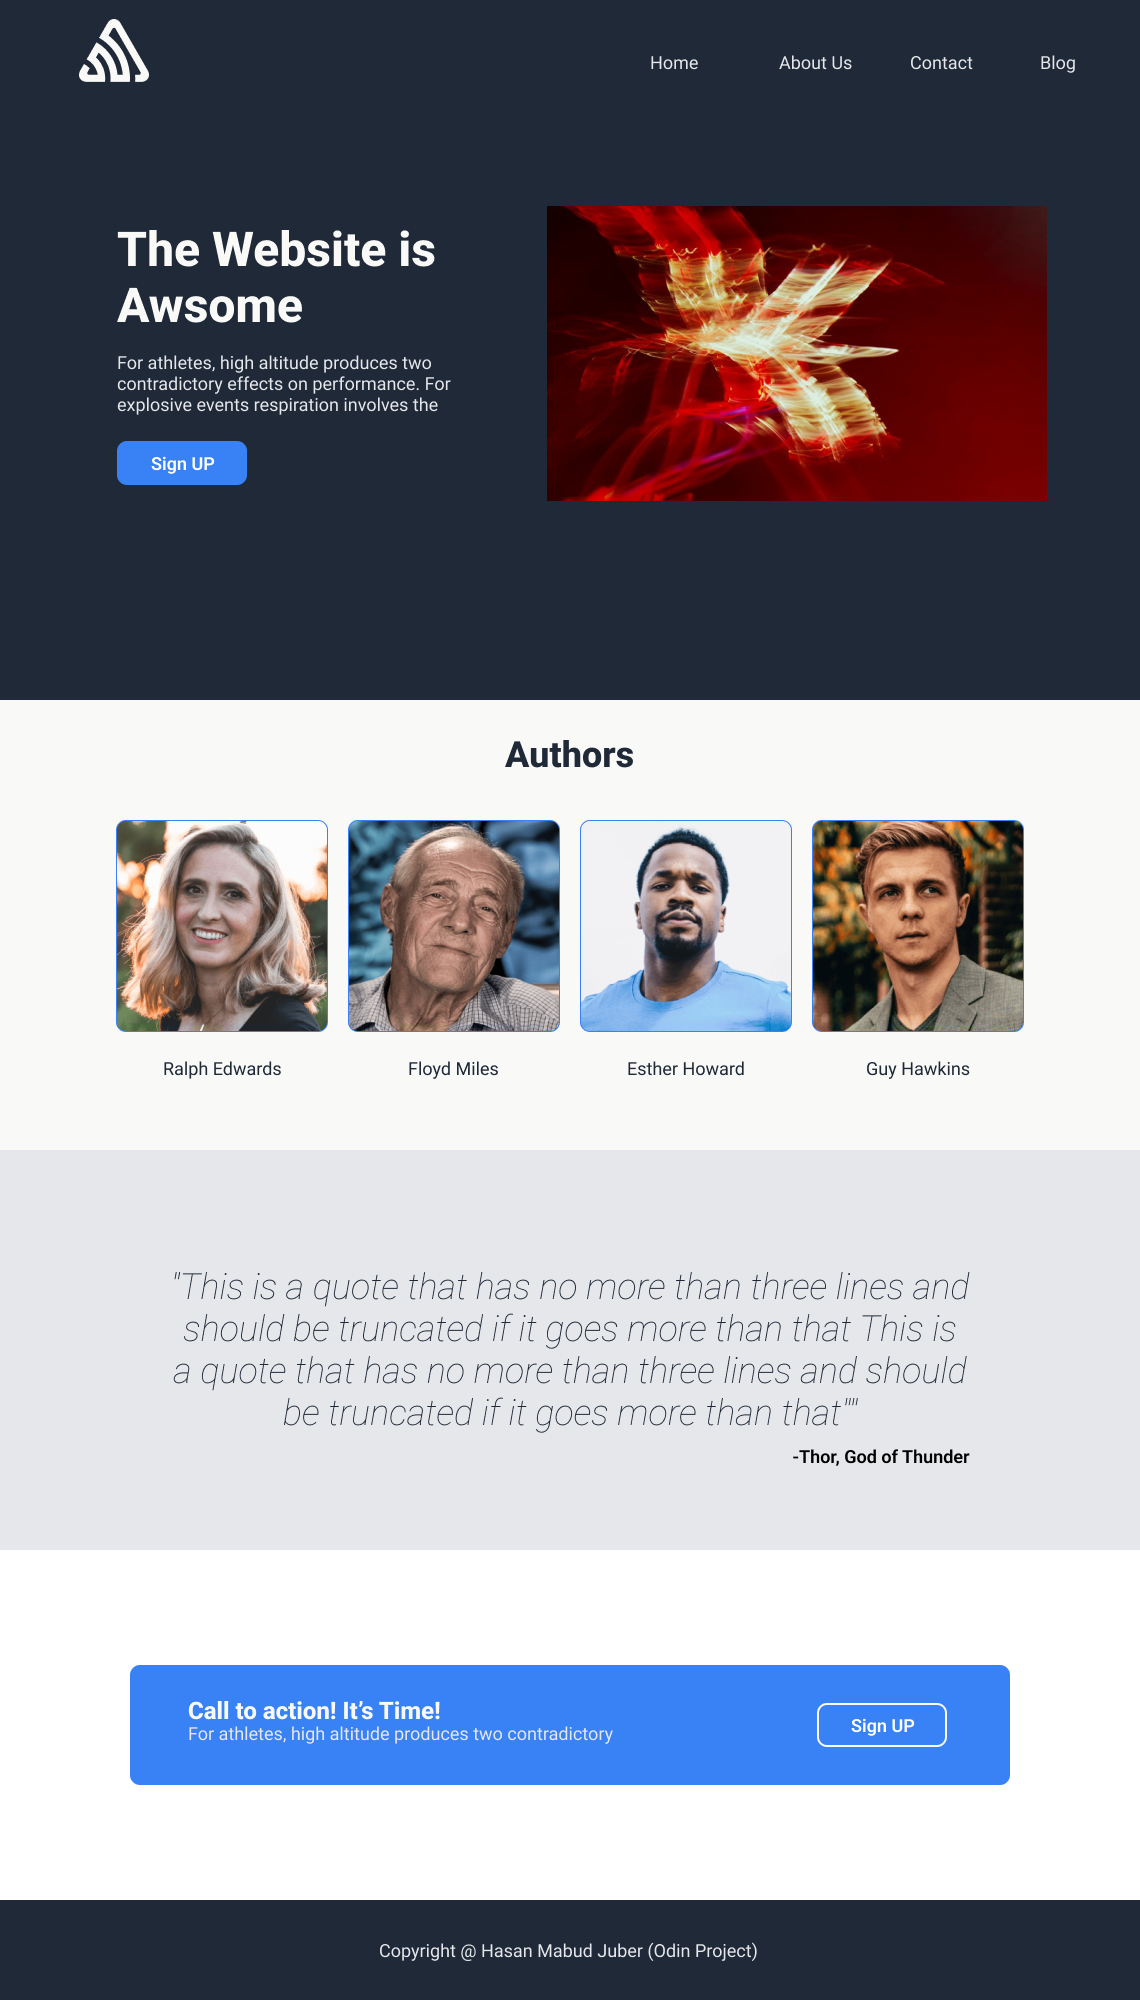 Home About Us Contact Blog
The Website is
Awsome
For athletes, high altitude produces two
contradictory effects on performance. For
explosive events respiration involves the
Sign UP
Authors
Ralph Edwards
Floyd Miles
Esther Howard
Guy Hawkins
"This is a quote that has no more than three lines and
should be truncated if it goes more than that This is
a quote that has no more than three lines and should
be truncated if it goes more than that""
-Thor, God of Thunder
Call to action! It’s Time!
For athletes, high altitude produces two contradictory
Sign UP
Copyright @ Hasan Mabud Juber (Odin Project)